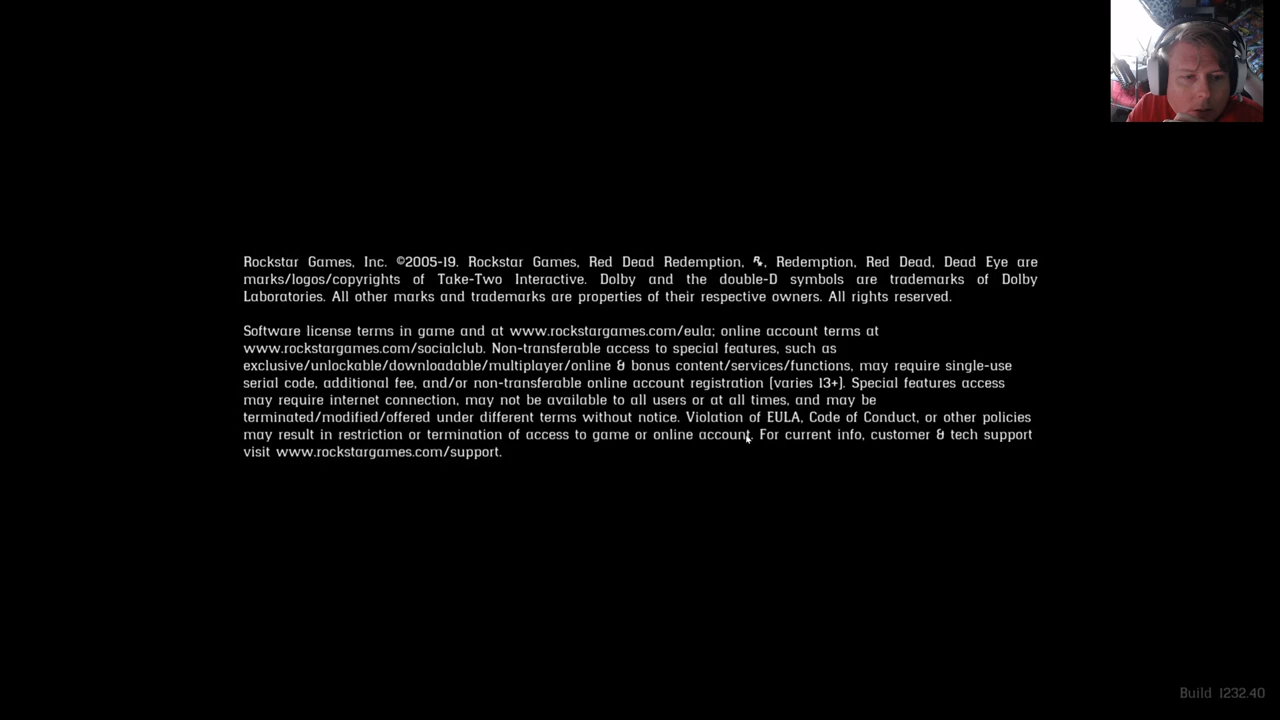 Rockstar Games, Inc. ©2005-19. Rockstar Games, Red Dead Redemption, R*, Redemption, Red Dead, Dead Eye are
marks/logos/copyrights of Take-Two Interactive. Dolby and the double-D symbols are trademarks of Dolby
Laboratories. All other marks and trademarks are properties of their respective owners. All rights reserved.
Software license terms in game and at www.rockstargames.com/eula; online account terms at
www.rockstargames.com/socialclub. Non-transferable access to special features, such as
exclusive/unlockable/downloadable/multiplayer/online & bonus content/services/functions, may require single-use
serial code, additional fee, and/or non-transferable online account registration (varies 13+). Special features access
may require internet connection, may not be available to all users or at all times, and may be
terminated/modified/offered under different terms without notice. Violation of EULA, Code of Conduct, or other policies
may result in restriction or termination of access to game or online account. For current info, customer & tech support
visit www.rockstargames.com/support.
Build 1232.40